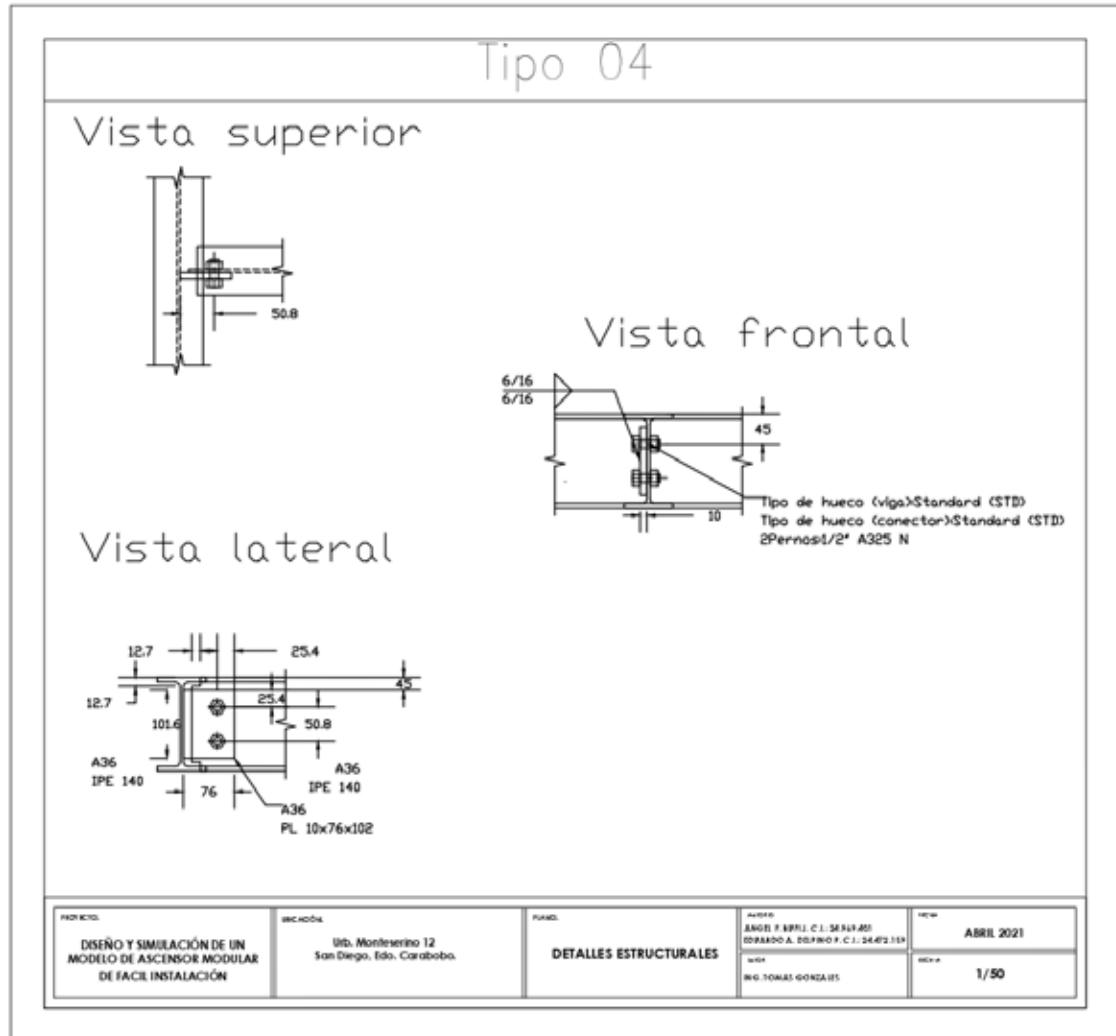 Tipo 04
Vista superior
50.8
Vista frontal
6/16
6/16
45
10
Tipo de hueco (viga)Standard (STD)
Tipo de hueco (conector)Standard (STD)
2Pernos1/2" A325 N
Vista lateral
12.7
25.4
12.7
45
25.4
101.6
50.8
A36
IPE 140
76
A36
IPE 140
A36
PL 10x76x102
PROYECTO:
DISEÑO Y SIMULACIÓN DE UN
MODELO DE ASCENSOR MODULAR
DE FACIL INSTALACIÓN
UBICACIÓN:
Urb. Monteserino 12
San Diego, Edo. Carabobo.
PLANO:
DETALLES ESTRUCTURALES
ING. TOMAS GONZALES
ABRIL 2021
1/50